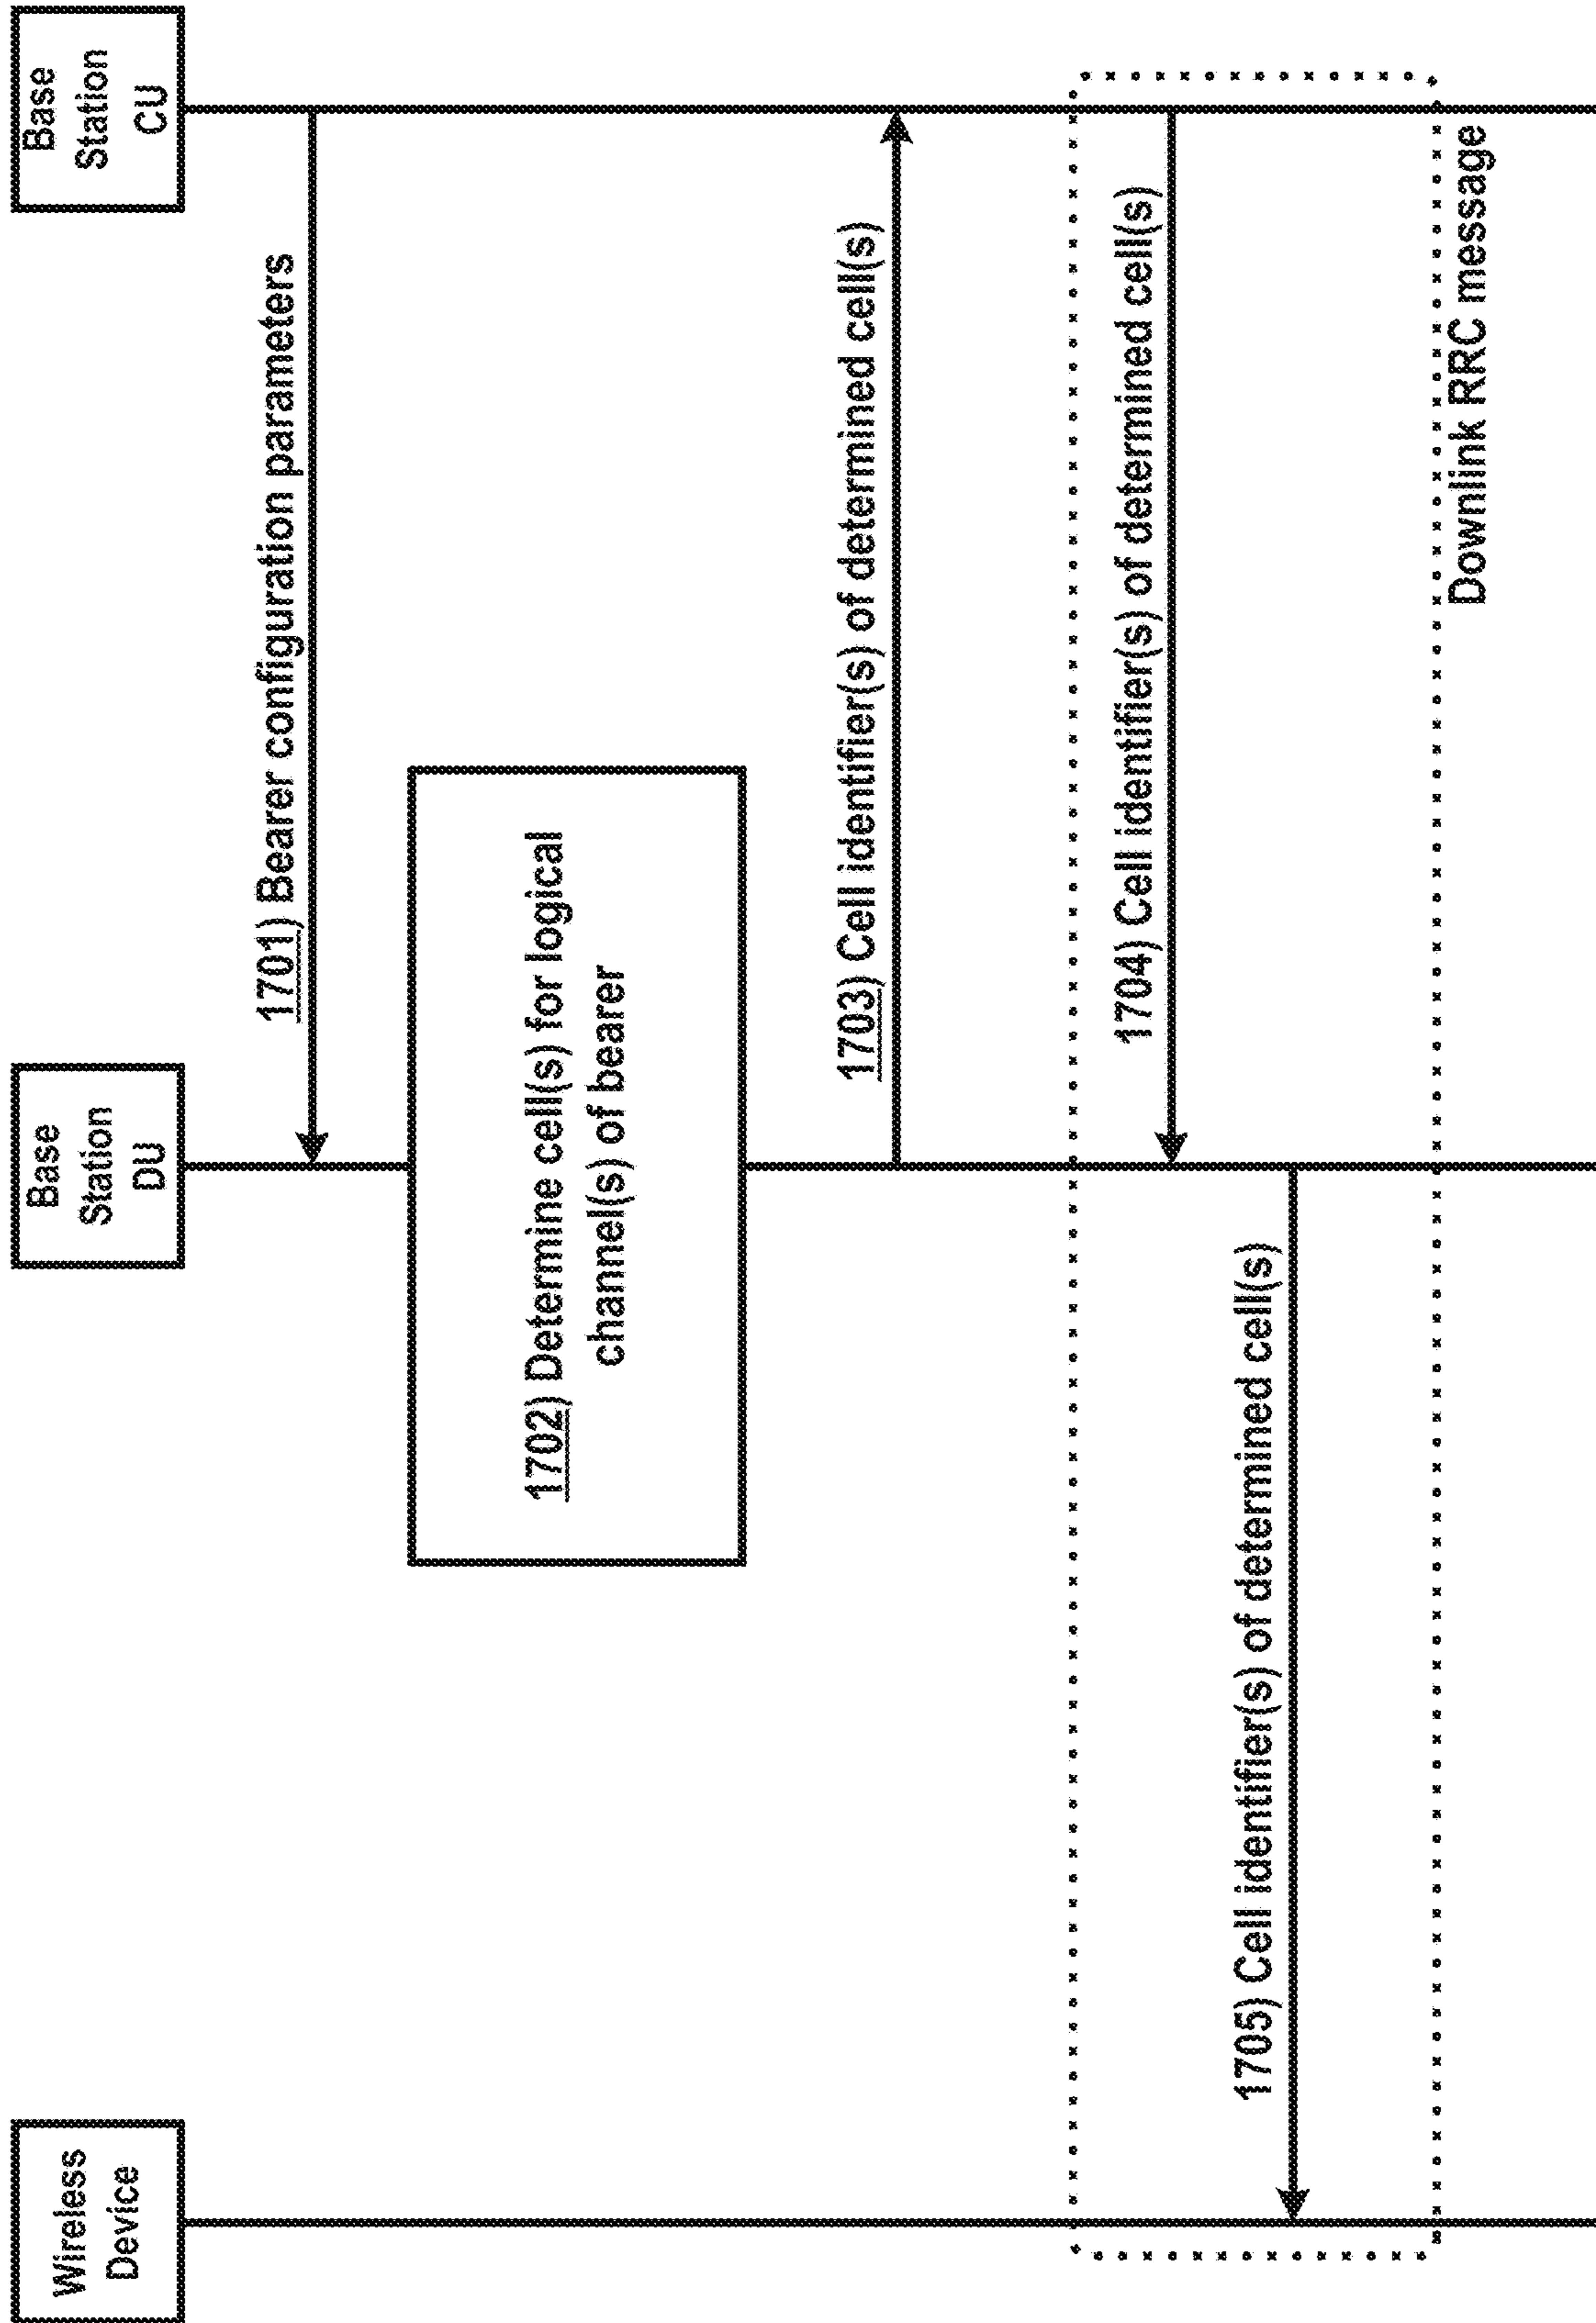 Wireless
Device
Base
Station
DU
Base
Station
CU
1701) Bearer configuration parameters
1702) Determine cell(s) for logical
channel(s) of bearer
1703) Cell identifier(s) of determined cell(s)
1704) Cell identifier(s) of determined cell(s)
1705) Cell identifier(s) of determined cell(s)
Downlink RRC message